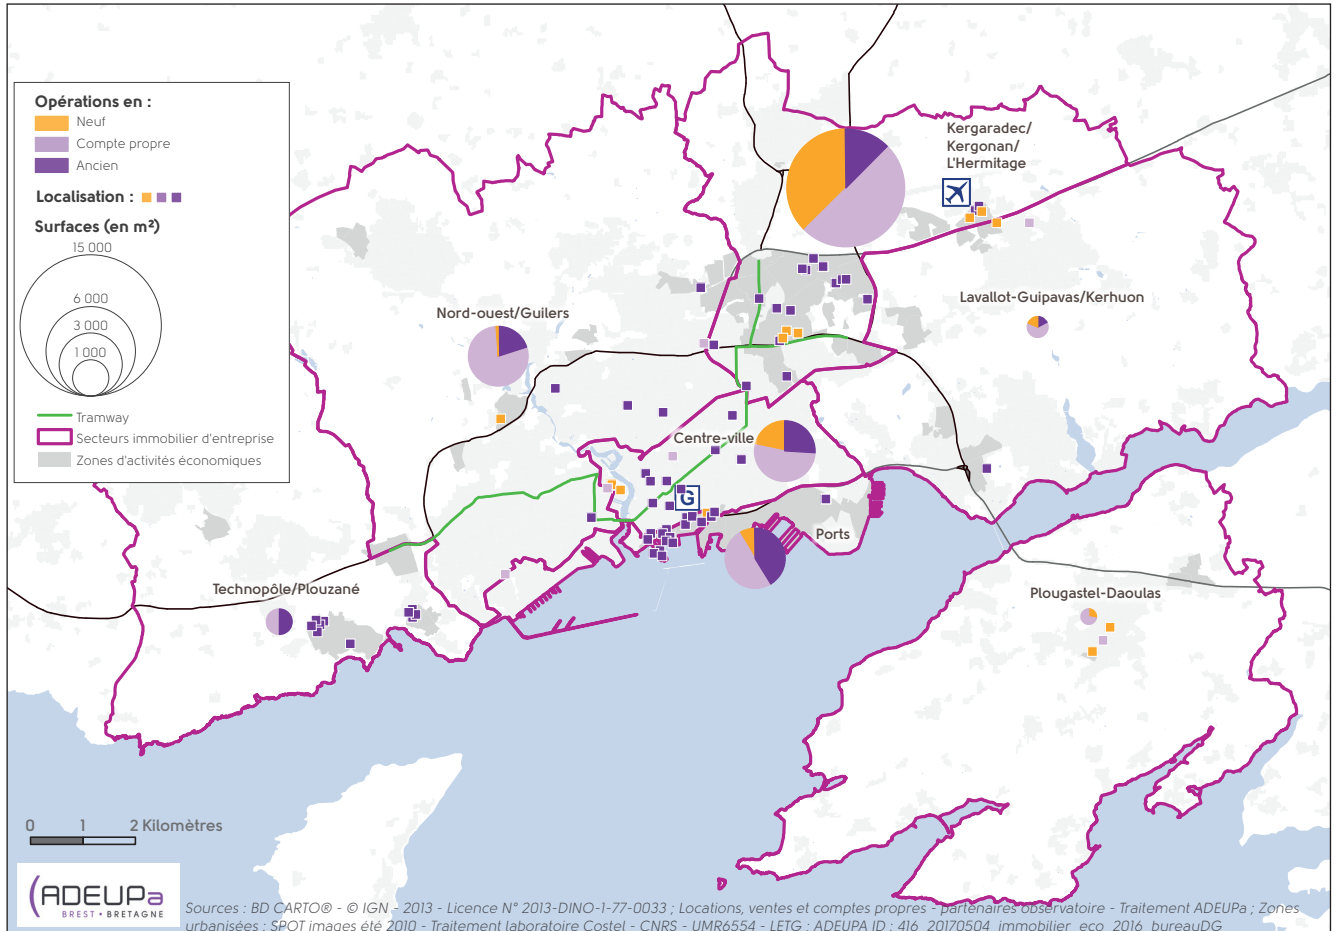 Opérations en :
Neuf
Compte propre
Ancien
Localisation :
Surfaces (en m²)
15 000
6 000
3 000
1 000
Tramway
Secteurs immobilier d'entreprise
Zones d'activités économiques
Kergaradec/
Kergonan/
L'Hermitage
Lavallot-Guipavas/Kerhuon
Nord-ouest/Guilers
Centre-ville
G
Ports
Technopôle/Plouzané
Plougastel-Daoulas
0 1 2 Kilomètres
ADEUPa
BREST • BRETAGNE
Sources : BD CARTO® - © IGN - 2013 - Licence N° 2013-DINO-1-77-0033 ; Locations, ventes et comptes propres - partenaires observatoire - Traitement ADEUPa ; Zones
urbanisées : SPOT images été 2010 - Traitement laboratoire Costel - CNRS - UMR6554 - LETG ; ADEUPA ID : 416_20170504_immobilier_eco_2016_bureauDG